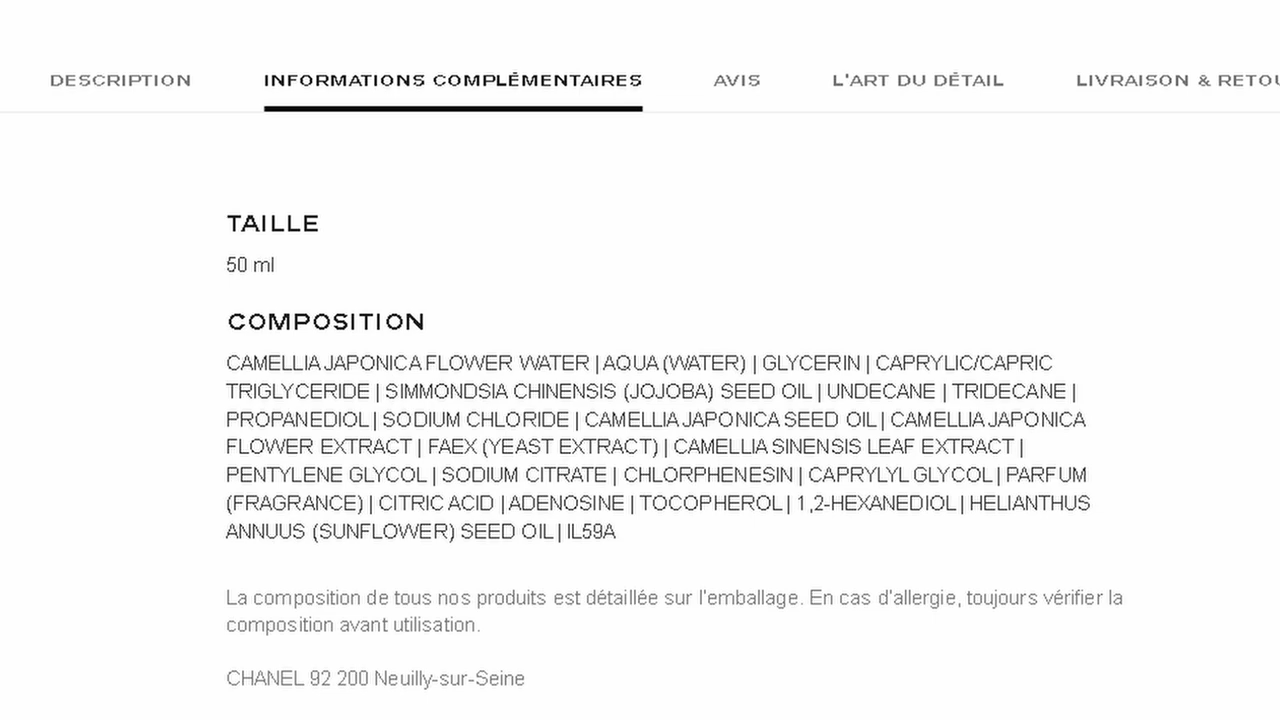 DESCRIPTION INFORMATIONS COMPLÉMENTAIRES AVIS L'ART DU DÉTAIL LIVRAISON & RETOU
TAILLE
50 ml
COMPOSITION
CAMELLIA JAPONICA FLOWER WATER | AQUA (WATER) | GLYCERIN | CAPRYLIC/CAPRIC
TRIGLYCERIDE | SIMMONDSIA CHINENSIS (JOJOBA) SEED OIL | UNDECANE | TRIDECANE |
PROPANEDIOL | SODIUM CHLORIDE | CAMELLIA JAPONICA SEED OIL | CAMELLIA JAPONICA
FLOWER EXTRACT | FAEX (YEAST EXTRACT) | CAMELLIA SINENSIS LEAF EXTRACT |
PENTYLENE GLYCOL | SODIUM CITRATE | CHLORPHENESIN | CAPRYLYL GLYCOL | PARFUM
(FRAGRANCE) | CITRIC ACID | ADENOSINE | TOCOPHEROL | 1,2-HEXANEDIOL | HELIANTHUS
ANNUUS (SUNFLOWER) SEED OIL | IL59A
La composition de tous nos produits est détaillée sur l'emballage. En cas d'allergie, toujours vérifier la
composition avant utilisation.
CHANEL 92 200 Neuilly-sur-Seine